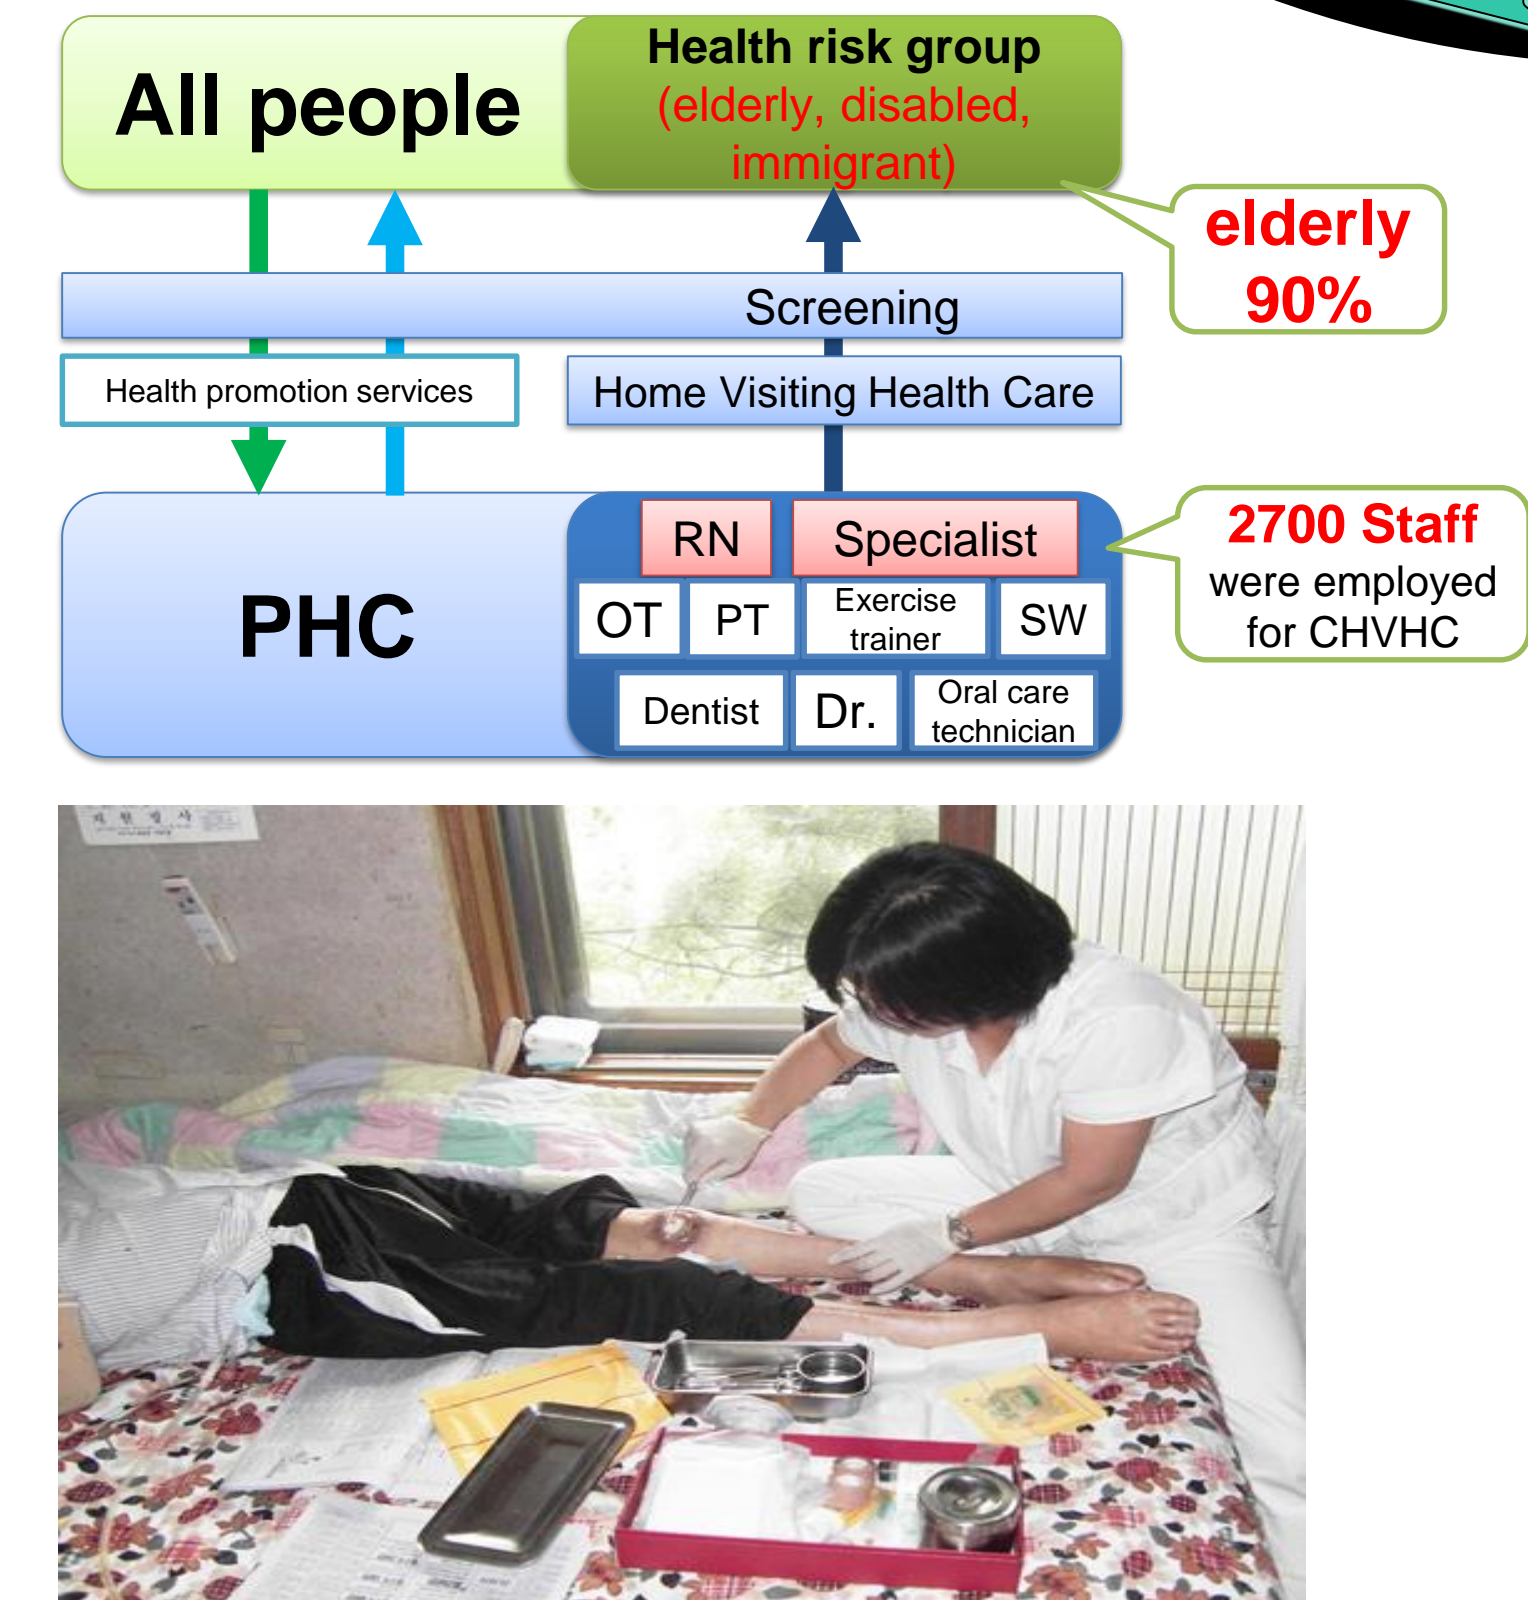 All people
Health risk group
(elderly, disabled,
immigrant)
elderly
90%
Screening
Health promotion services
Home Visiting Health Care
RN
Specialist
2700 Staff
were employed
for CHVHC
PHC
OT
PT
Exercise
trainer
SW
Dentist
Dr.
Oral care
technician